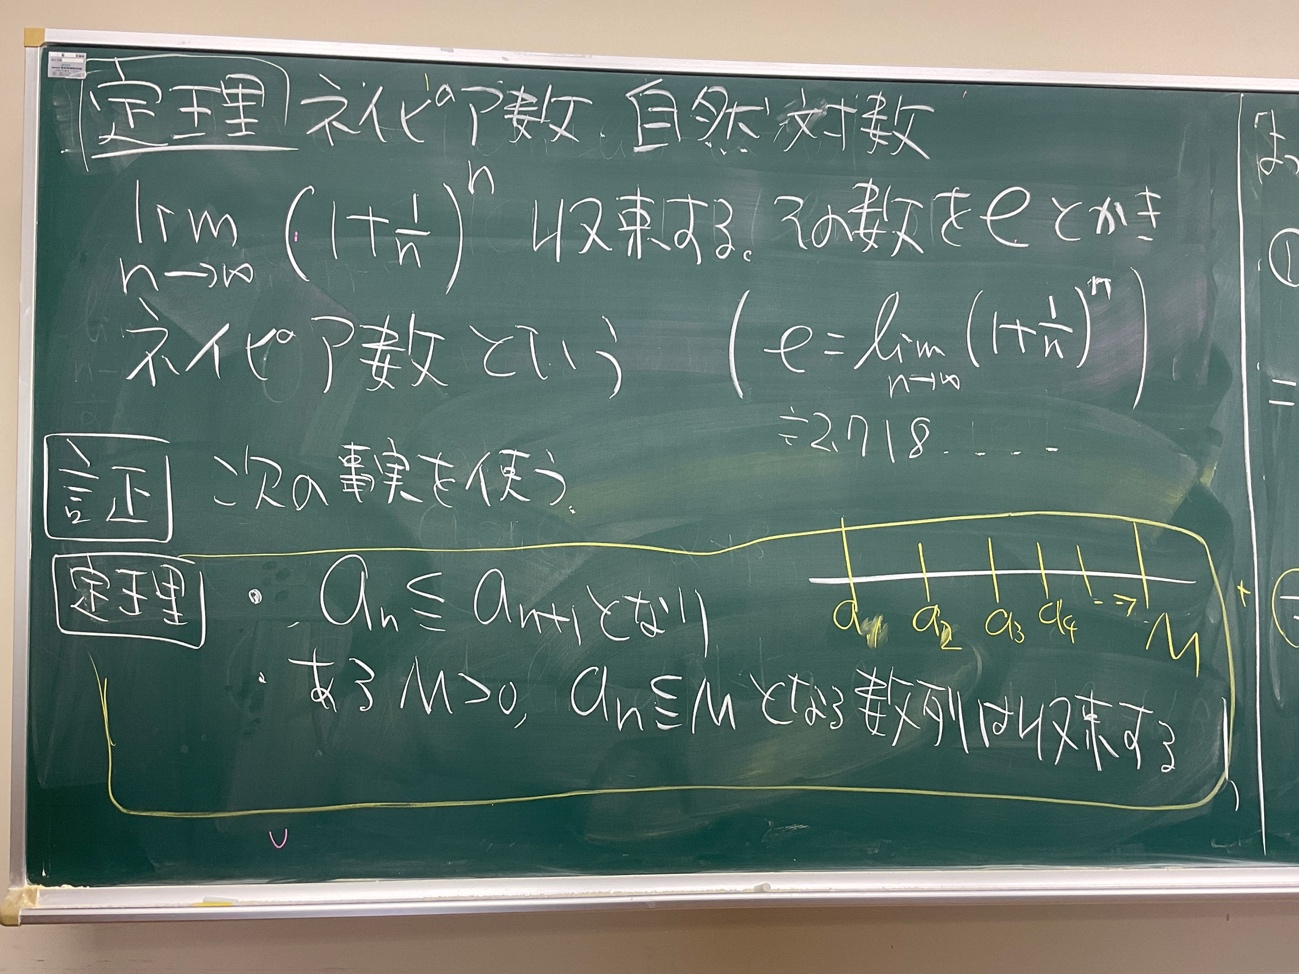 定理 ネイピア数、自然対数
lim n→∞ (1+1/n)^n 収束する。その数をeとかき
ネイピア数という (e=lim n→∞ (1+1/n)^n)
≒2.718.....
証 次の事実を使う。
定理 ・ an≦an+1となり
a1 a2 a3 a4 --→ M
・ ある M>0, an≦M となる数列は収束する
①
=